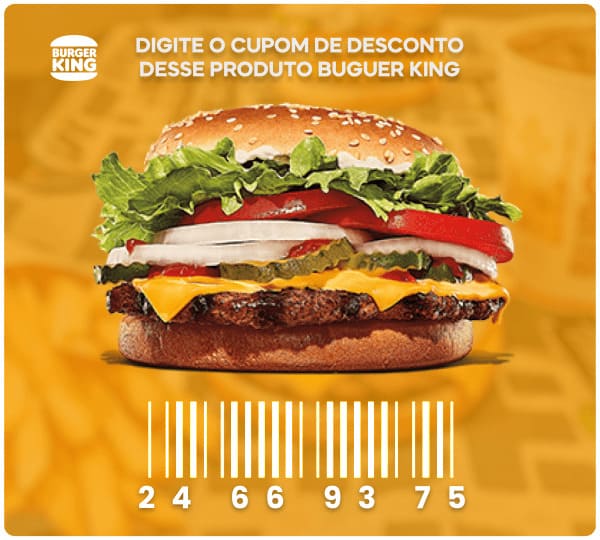 BURGER
KING
DIGITE O CUPOM DE DESCONTO
DESSE PRODUTO BUGUER KING
24 66 93 75